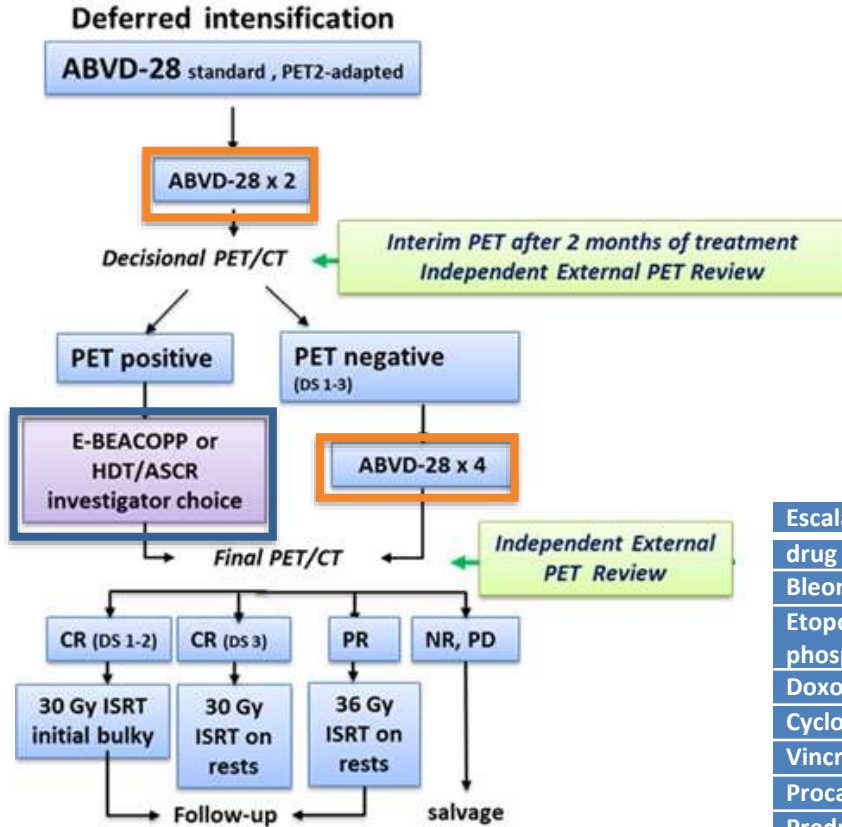 Deferred intensification
ABVD-28 standard , PET2-adapted
ABVD-28 x 2
Decisional PET/CT
Interim PET after 2 months of treatment
Independent External PET Review
PET positive
PET negative
(DS 1-3)
E-BEACOPP or
HDT/ASCR
investigator choice
ABVD-28 x 4
Final PET/CT
Independent External
PET Review
CR (DS 1-2)
CR (DS 3)
PR
NR, PD
30 Gy ISRT
initial bulky
30 Gy
ISRT on
rests
36 Gy
ISRT on
rests
Follow-up
salvage
drug